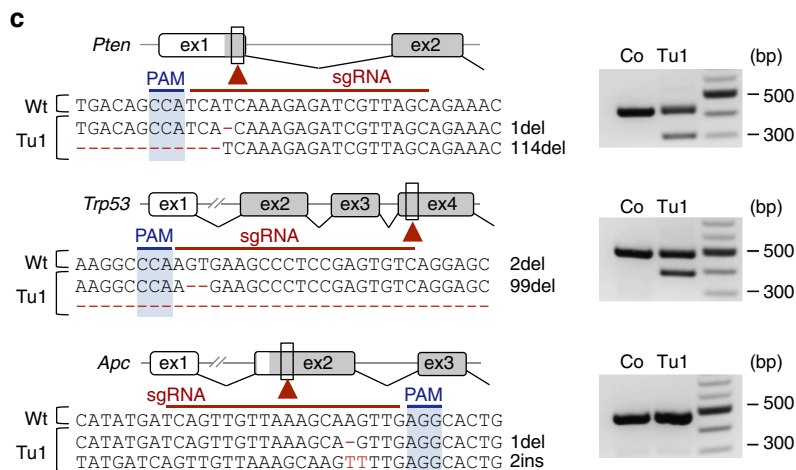 c
Pten ex1 ex2
PAM sgRNA
Wt TGACAGCCATCATCAAAGAGATCGTTAGCAGAAAC
Tu1 TGACAGCCATCA-CAAAGAGATCGTTAGCAGAAAC 1del
------------TCAAAGAGATCGTTAGCAGAAAC 114del
Co Tu1 (bp)
500
300
Trp53 ex1 ex2 ex3 ex4
PAM sgRNA
Wt AAGGCCCAAGTGAAGCCCTCCGAGTGTCAGGAGC 2del
Tu1 AAGGCCCAA--GAAGCCCTCCGAGTGTCAGGAGC 99del
----------------------------------
Co Tu1 (bp)
500
300
Apc ex1 ex2 ex3
sgRNA PAM
Wt CATATGATCAGTTGTTAAAGCAAGTTGAGGCACTG
Tu1 CATATGATCAGTTGTTAAAGCA-GTTGAGGCACTG 1del
TATGATCAGTTGTTAAAGCAAGTTTTGAGGCACTG 2ins
Co Tu1 (bp)
500
300